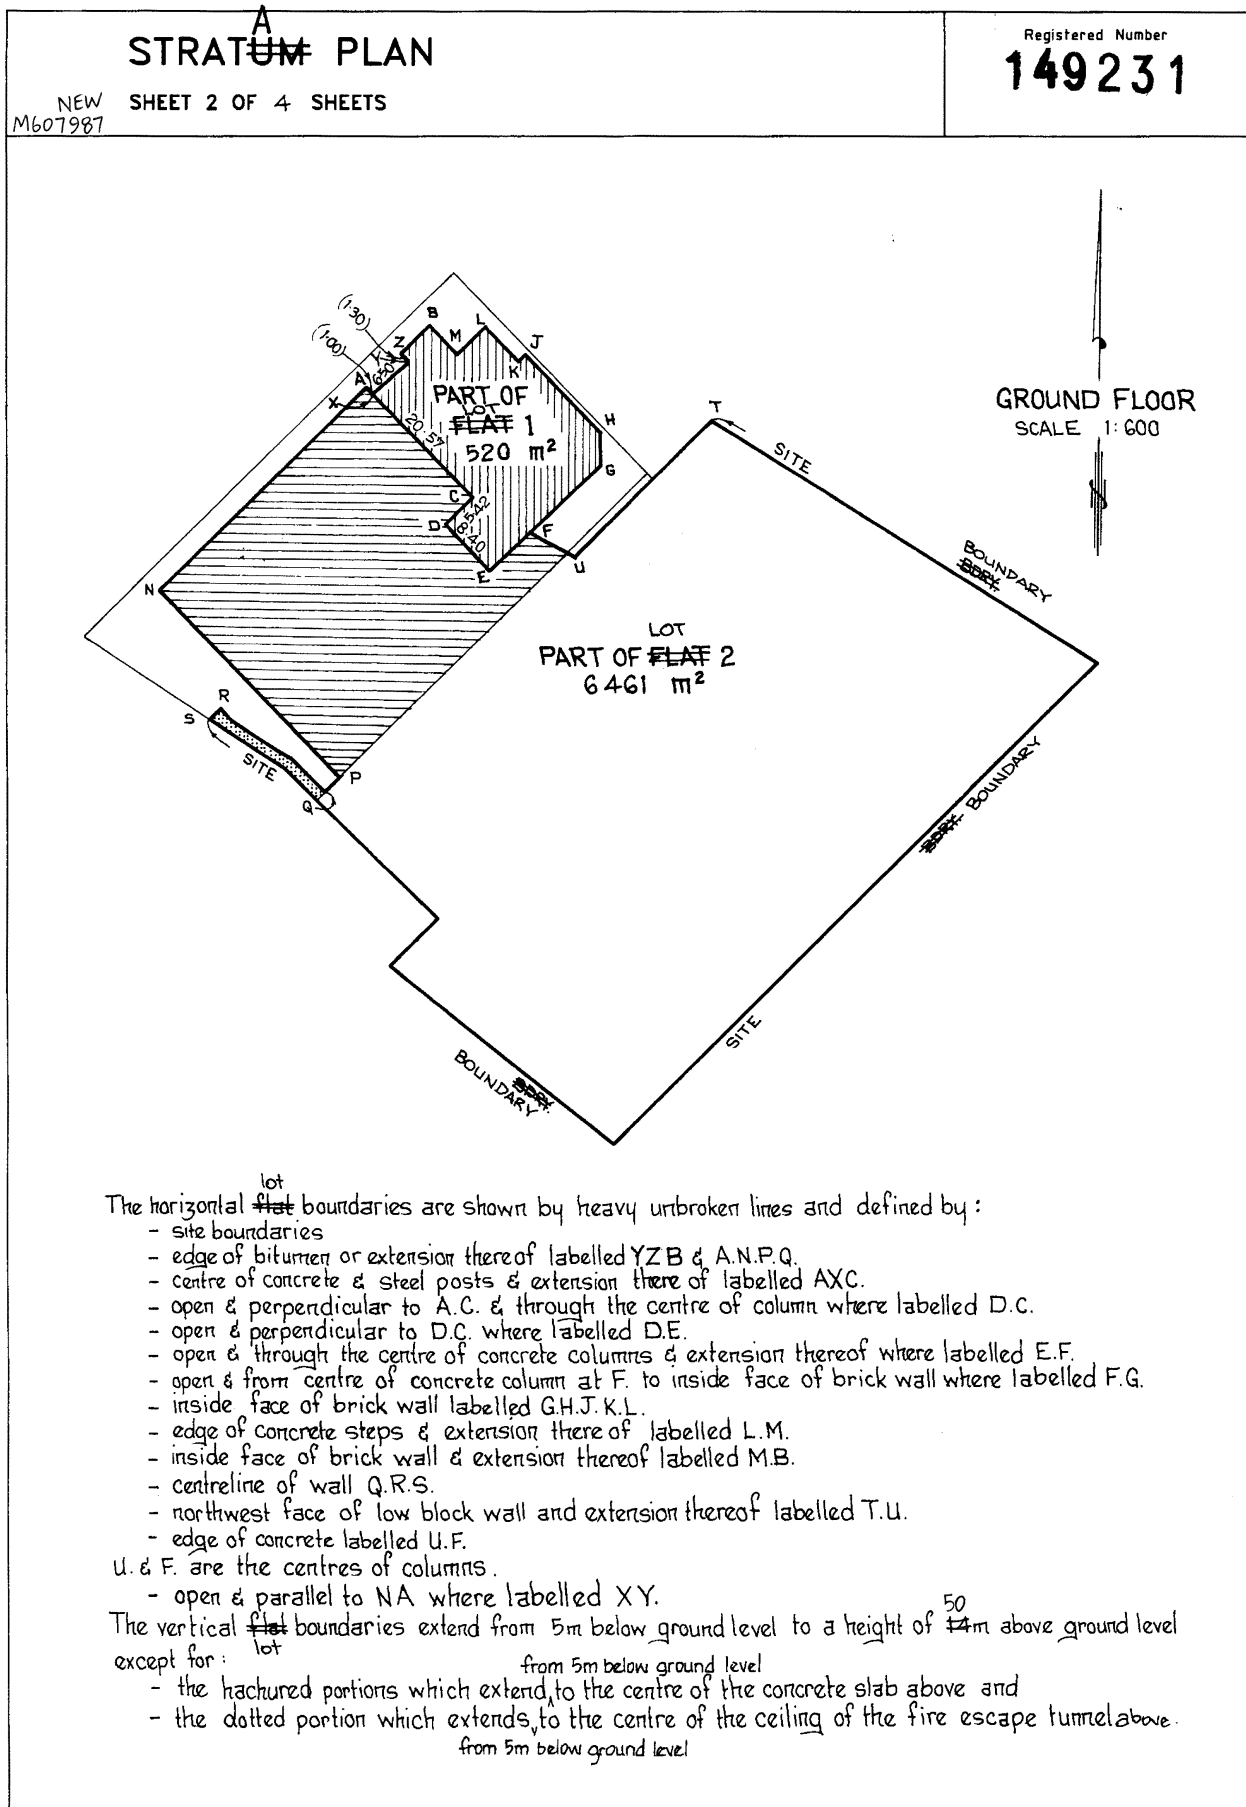 A
STRATUM PLAN
NEW SHEET 2 OF 4 SHEETS
M607987
Registered Number
149231
GROUND FLOOR
SCALE 1:600
(1·30)
(1·00)
B
L
Z
M
J
Y
K
A
6·50
X
PART OF
LOT
FLAT 1
520 m²
20·57
H
T
G
SITE
C
5·42
D
8·40
F
E
U
BOUNDARY
BDRY.
N
LOT
PART OF FLAT 2
6461 m²
R
S
SITE
P
Q
BDRY. BOUNDARY
SITE
BOUNDARY
BDRY.
lot
The horizontal flat boundaries are shown by heavy unbroken lines and defined by :
- site boundaries
- edge of bitumen or extension thereof labelled YZB & A.N.P.Q.
- centre of concrete & steel posts & extension there of labelled AXC.
- open & perpendicular to A.C. & through the centre of column where labelled D.C.
- open & perpendicular to D.C. where labelled D.E.
- open & through the centre of concrete columns & extension thereof where labelled E.F.
- open & from centre of concrete column at F. to inside face of brick wall where labelled F.G.
- inside face of brick wall labelled G.H.J.K.L.
- edge of concrete steps & extension there of labelled L.M.
- inside face of brick wall & extension thereof labelled M.B.
- centreline of wall Q.R.S.
- northwest face of low block wall and extension thereof labelled T.U.
- edge of concrete labelled U.F.
U. & F. are the centres of columns.
- open & parallel to NA where labelled XY.
50
The vertical flat boundaries extend from 5m below ground level to a height of 14m above ground level
lot
except for :
from 5m below ground level
- the hachured portions which extend to the centre of the concrete slab above and
- the dotted portion which extends, to the centre of the ceiling of the fire escape tunnel above.
from 5m below ground level